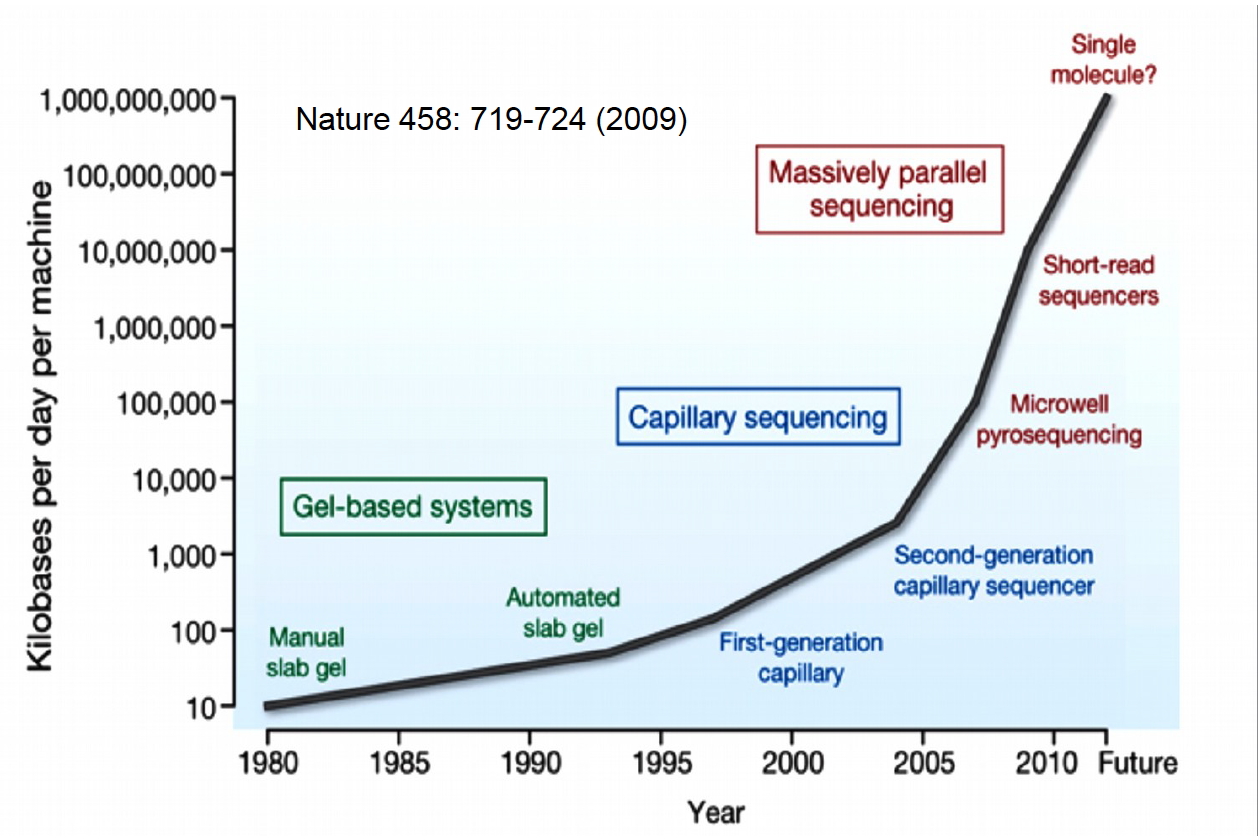 Single
molecule?
1,000,000,000
Nature 458: 719-724 (2009)
Massively parallel
sequencing
100,000,000
10,000,000
Short-read
sequencers
1,000,000
100,000
Microwell
pyrosequencing
Capillary sequencing
10,000
Gel-based systems
1,000
Second-generation
capillary sequencer
Automated
slab gel
100
Manual
slab gel
First-generation
capillary
10
Kilobases per day per machine
1980 1985 1990 1995 2000 2005 2010 Future
Year